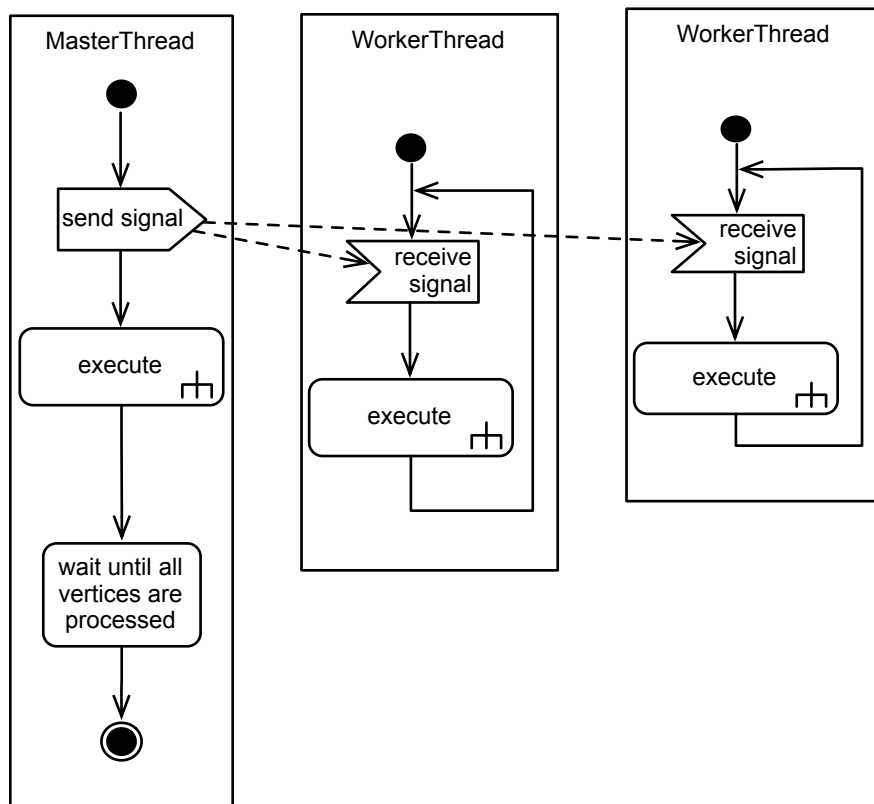 MasterThread
send signal
execute
wait until all
vertices are
processed
WorkerThread
receive
signal
execute
WorkerThread
receive
signal
execute